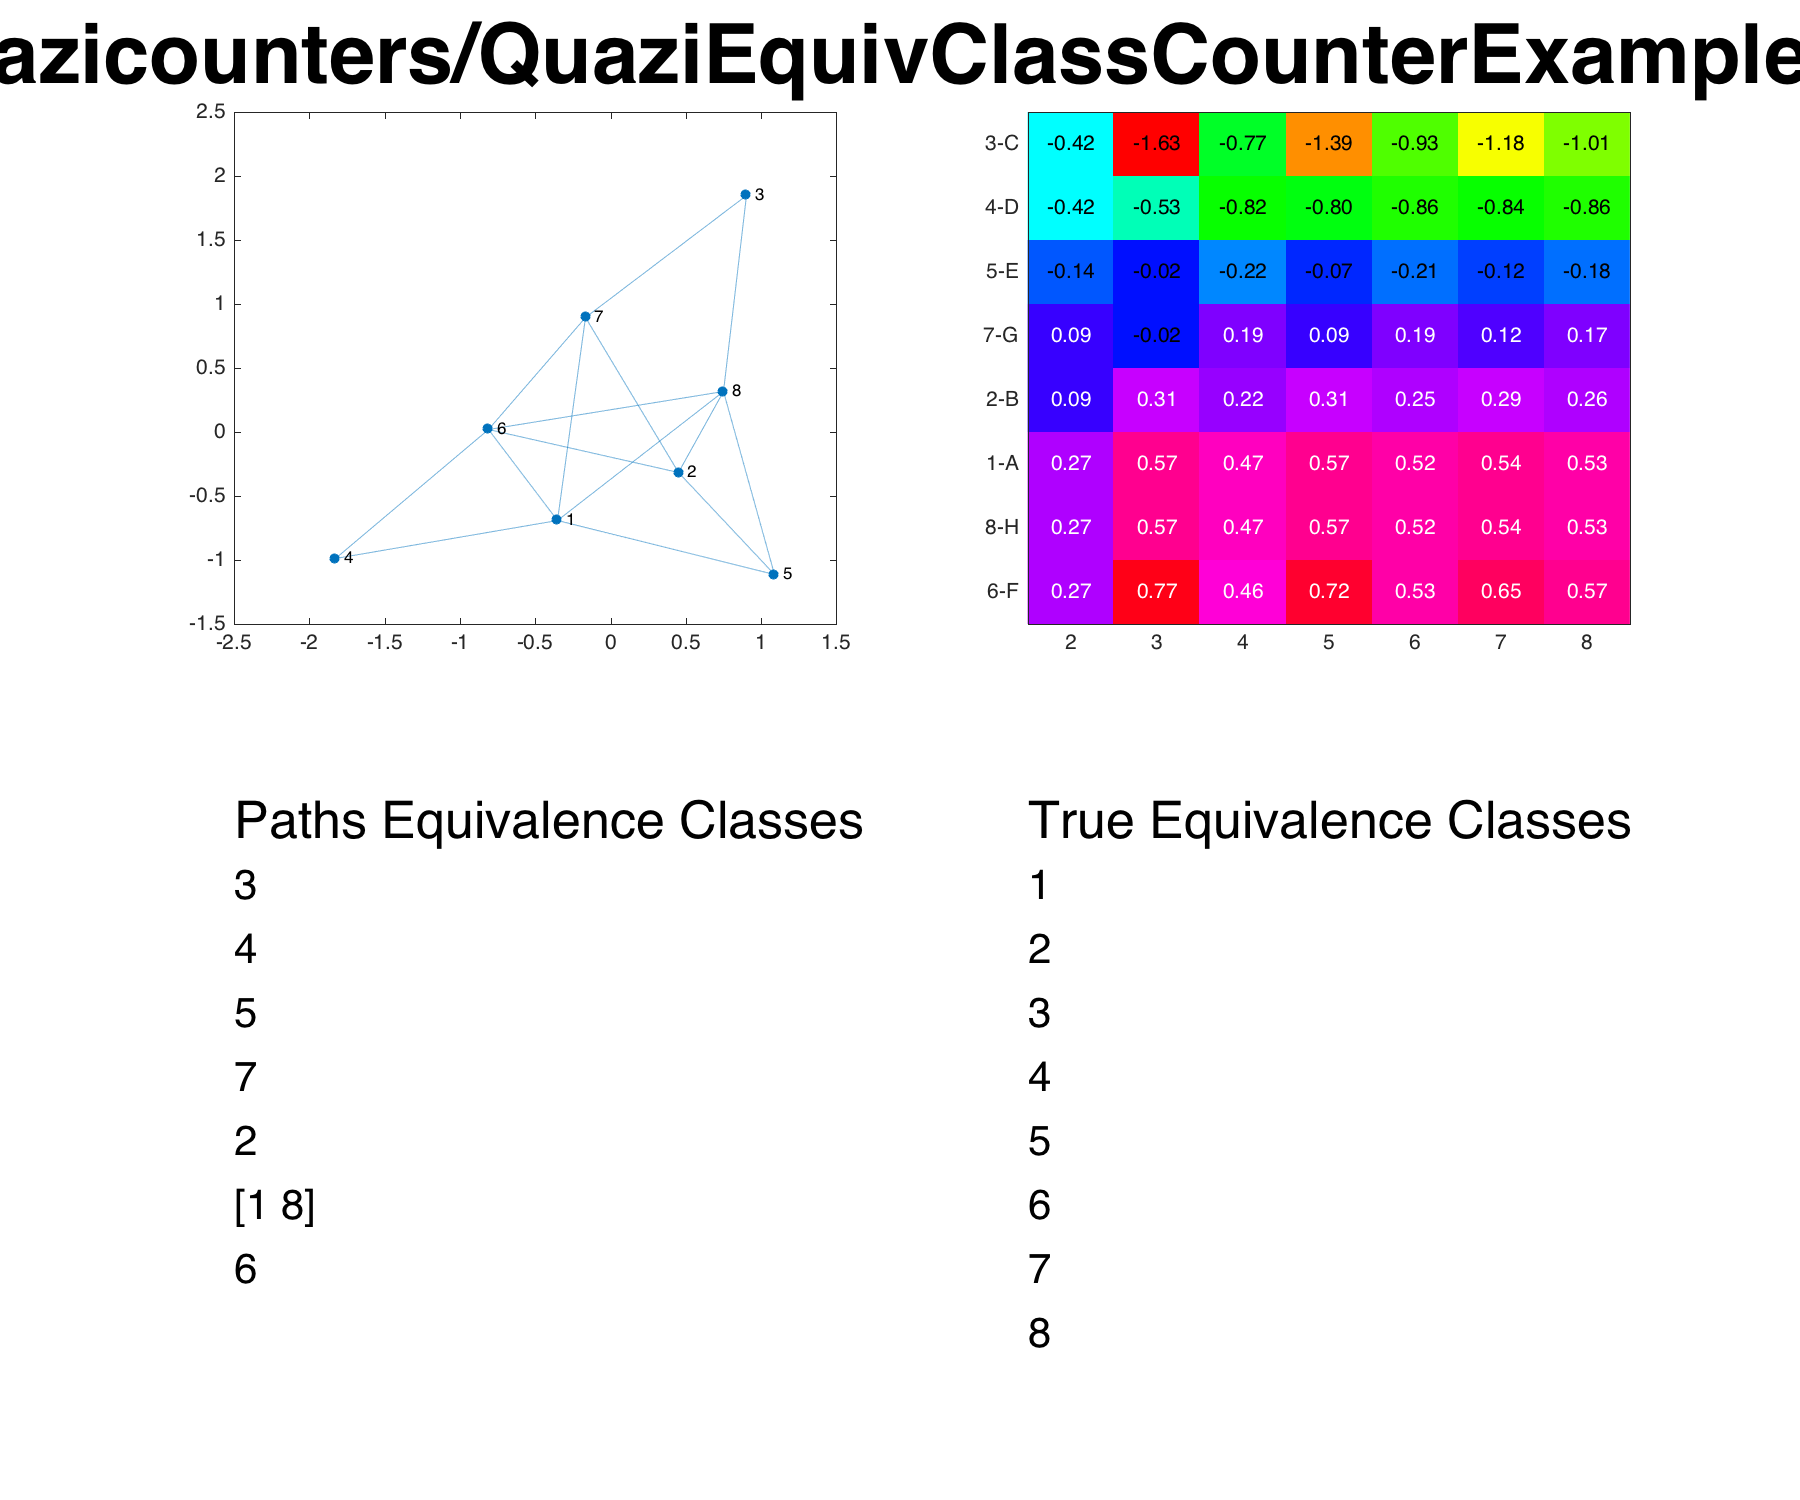 azicounters/QuaziEquivClassCounterExample
2.5
2
1.5
1
0.5
0
-0.5
-1
-1.5
-2.5 -2 -1.5 -1 -0.5 0 0.5 1 1.5
3
7
8
6
2
1
4
5
3-C -0.42 -1.63 -0.77 -1.39 -0.93 -1.18 -1.01
4-D -0.42 -0.53 -0.82 -0.80 -0.86 -0.84 -0.86
5-E -0.14 -0.02 -0.22 -0.07 -0.21 -0.12 -0.18
7-G 0.09 -0.02 0.19 0.09 0.19 0.12 0.17
2-B 0.09 0.31 0.22 0.31 0.25 0.29 0.26
1-A 0.27 0.57 0.47 0.57 0.52 0.54 0.53
8-H 0.27 0.57 0.47 0.57 0.52 0.54 0.53
6-F 0.27 0.77 0.46 0.72 0.53 0.65 0.57
2 3 4 5 6 7 8
Paths Equivalence Classes
3
4
5
7
2
[1 8]
6
True Equivalence Classes
1
2
3
4
5
6
7
8